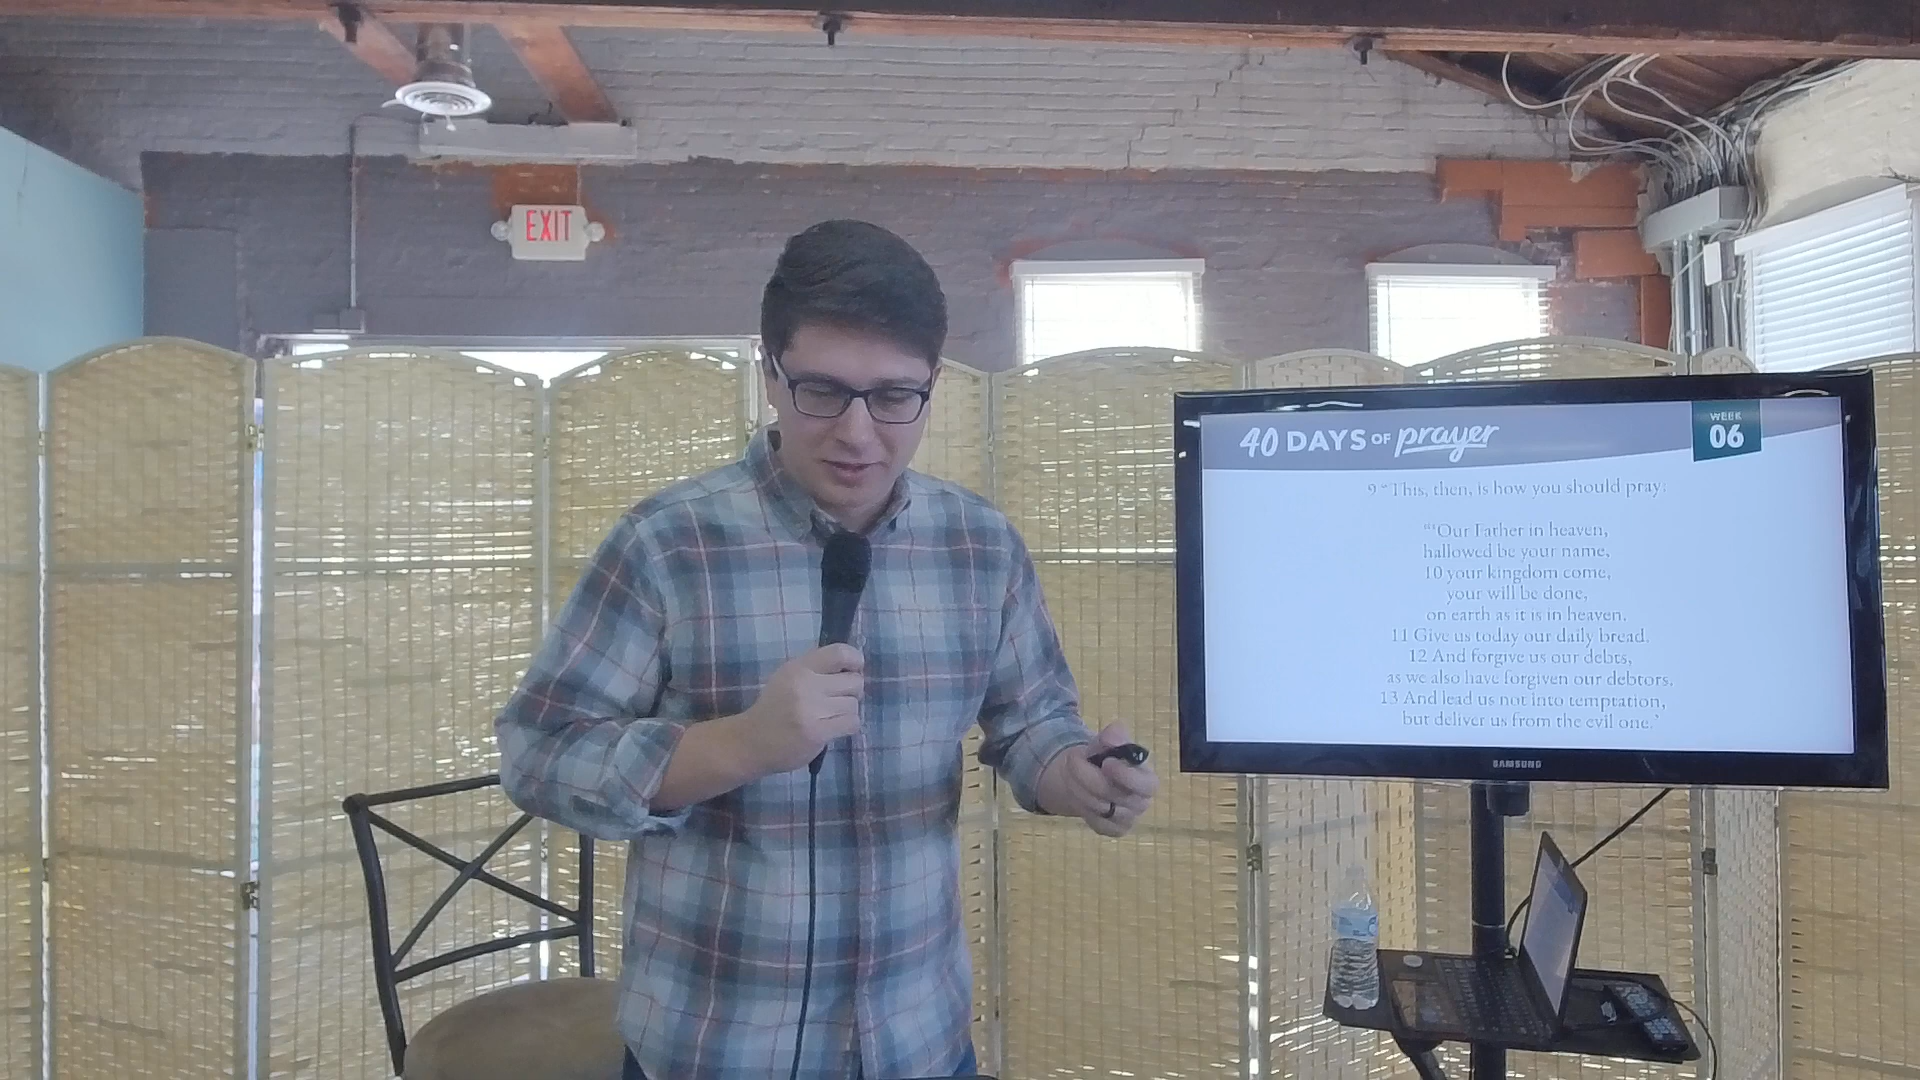 EXIT
40 DAYS OF prayer
WEEK
06
9 “This, then, is how you should pray:
“‘Our Father in heaven,
hallowed be your name,
10 your kingdom come,
your will be done,
on earth as it is in heaven.
11 Give us today our daily bread.
12 And forgive us our debts,
as we also have forgiven our debtors.
13 And lead us not into temptation,
but deliver us from the evil one.’
SAMSUNG